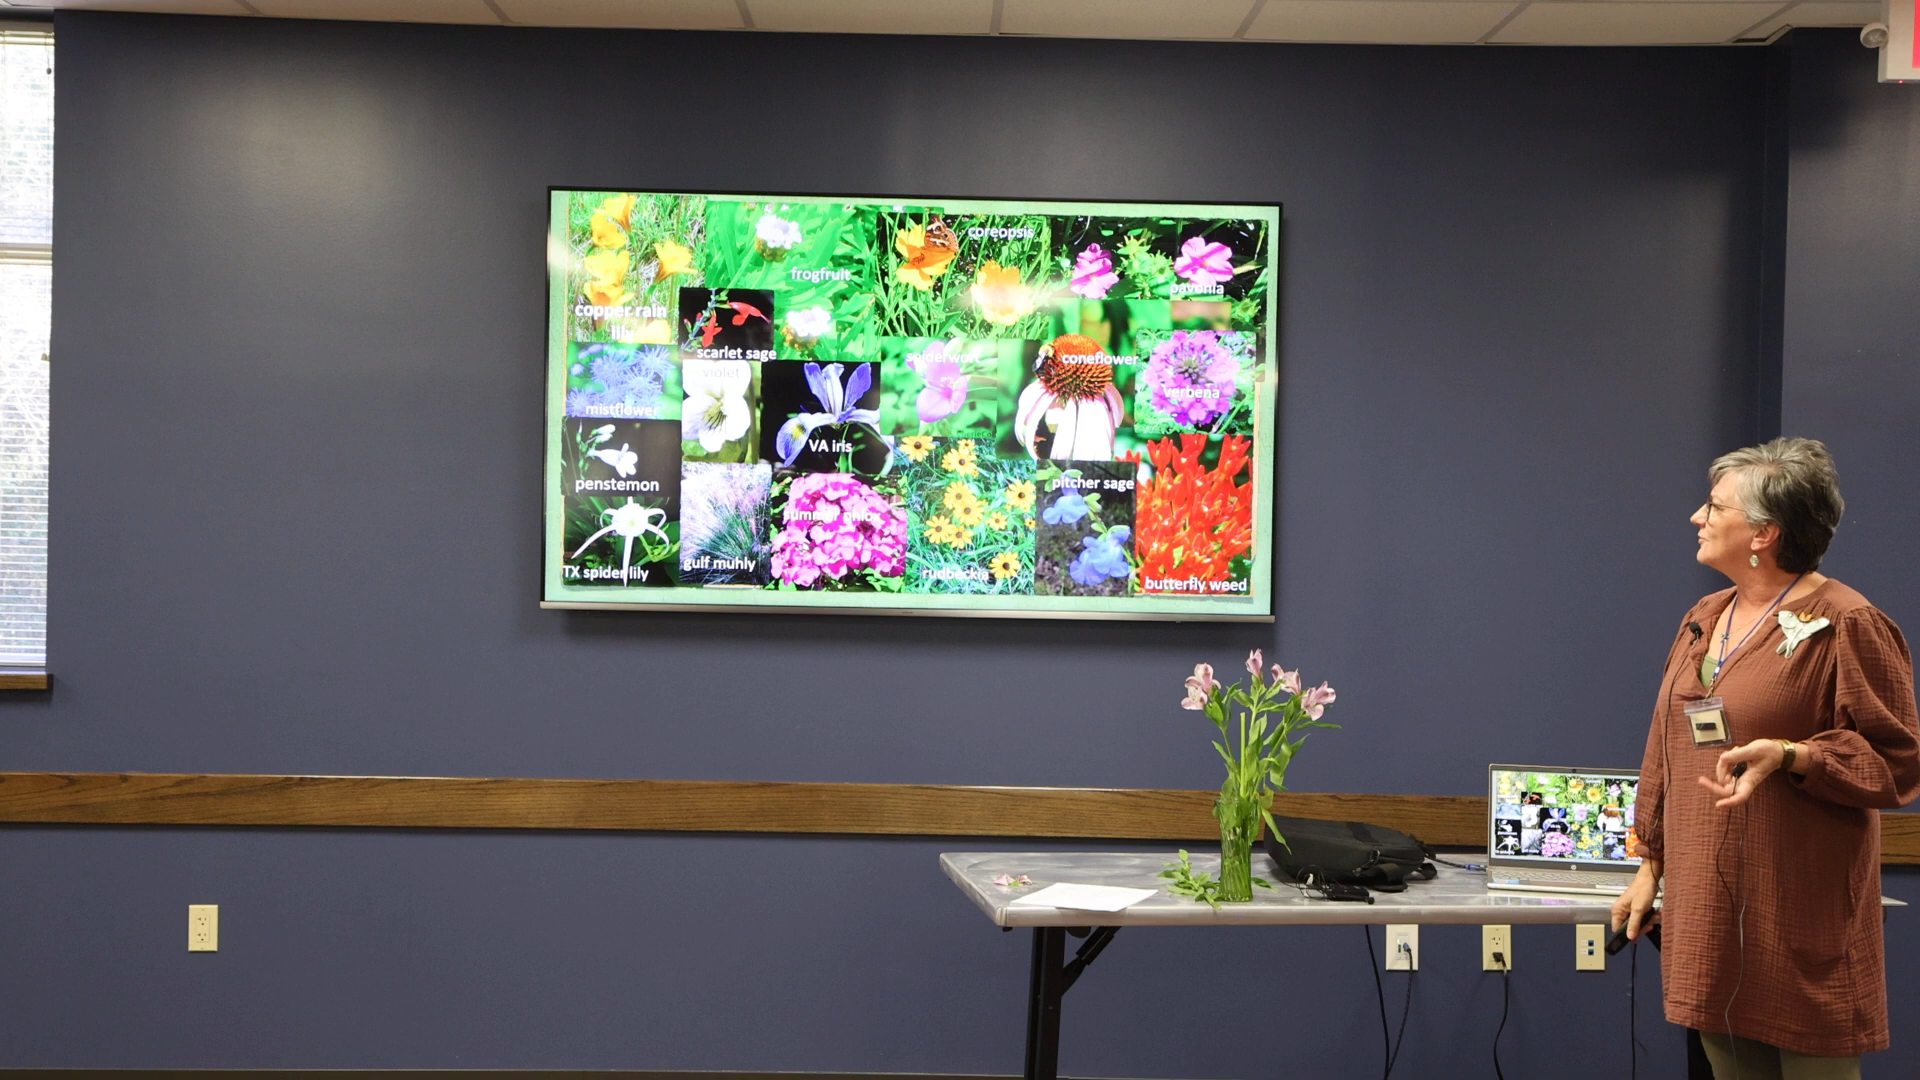 coreopsis
frogfruit
pavonia
copper rain
lily
scarlet sage
spiderwort
coneflower
violet
verbena
mistflower
VA iris
penstemon
pitcher sage
summer phlox
gulf muhly
TX spider lily
rudbeckia
butterfly weed